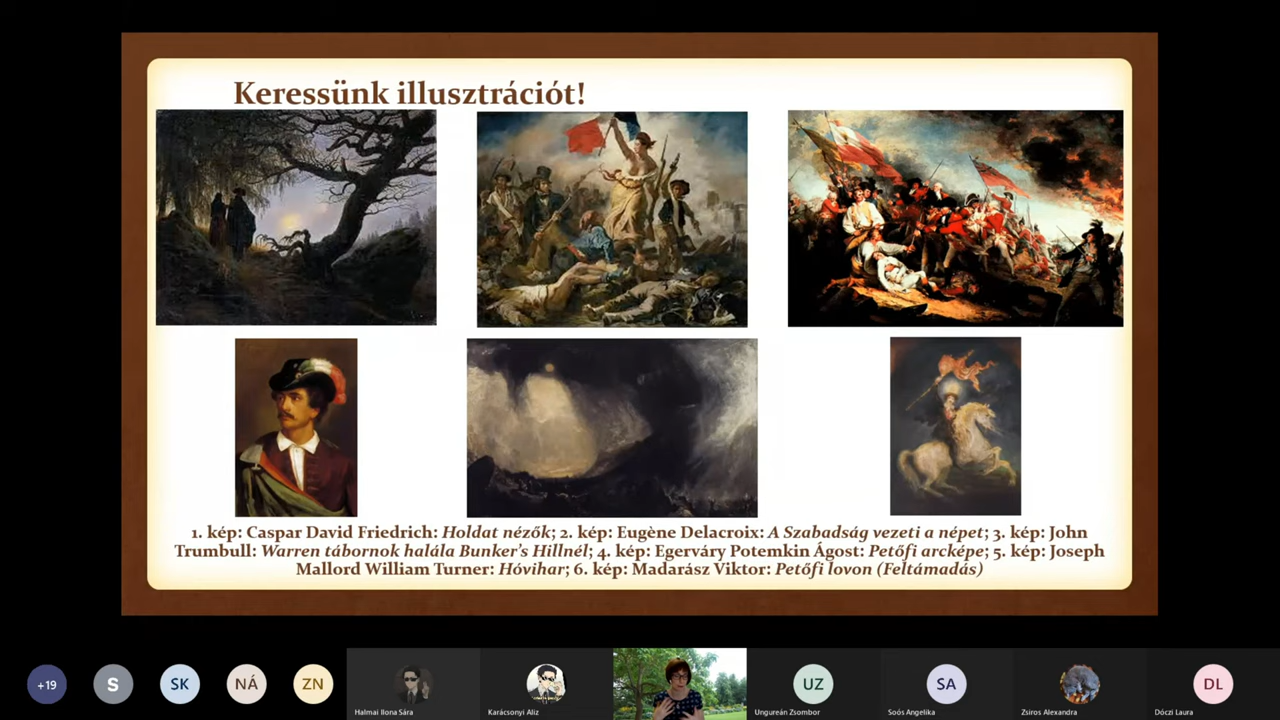 Keressünk illusztrációt!
1. kép: Caspar David Friedrich: Holdat nézők; 2. kép: Eugène Delacroix: A Szabadság vezeti a népet; 3. kép: John
Trumbull: Warren tábornok halála Bunker's Hillnél; 4. kép: Egerváry Potemkin Ágost: Petőfi arcképe; 5. kép: Joseph
Mallord William Turner: Hóvihar; 6. kép: Madarász Viktor: Petőfi lovon (Feltámadás)
+19
S
SK
NÁ
ZN
UZ
SA
DL
Halmai Ilona Sára
Karácsonyi Aliz
Ungureán Zsombor
Soós Angelika
Zsiros Alexandra
Dóczi Laura